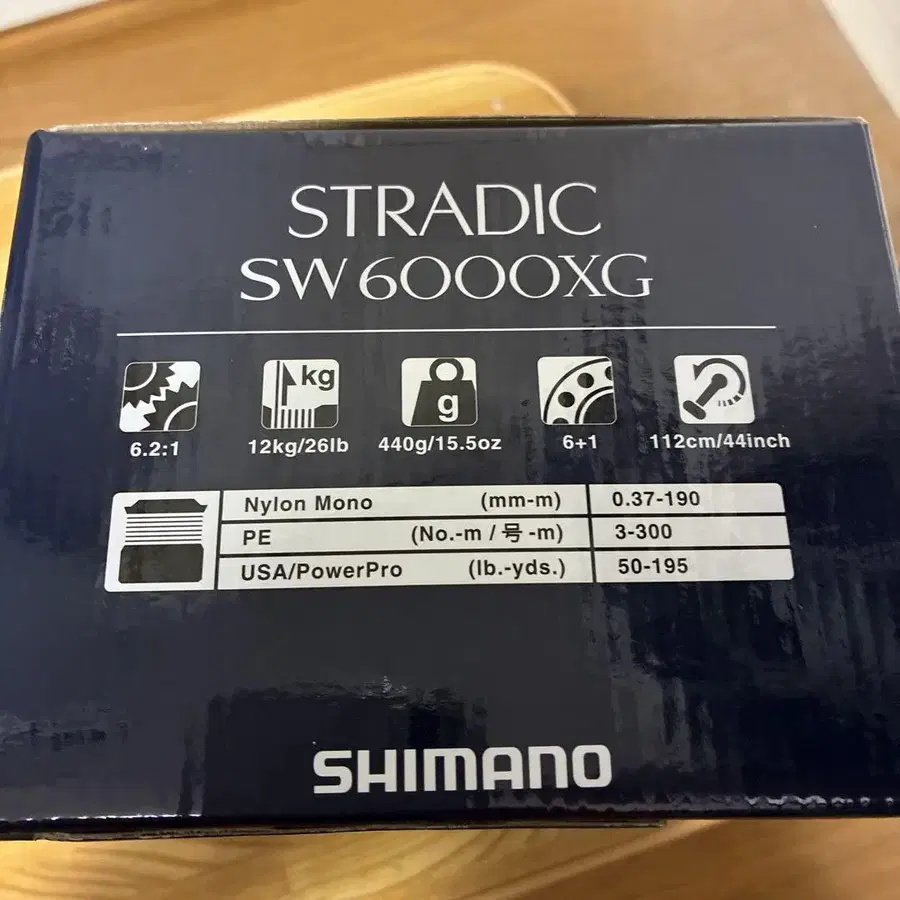 STRADIC
SW 6000XG
kg
g
6.2:1
12kg/26lb
440g/15.5oz
6+1
112cm/44inch
Nylon Mono (mm-m) 0.37-190
PE (No.-m / 号 -m) 3-300
USA/PowerPro (lb.-yds.) 50-195
SHIMANO